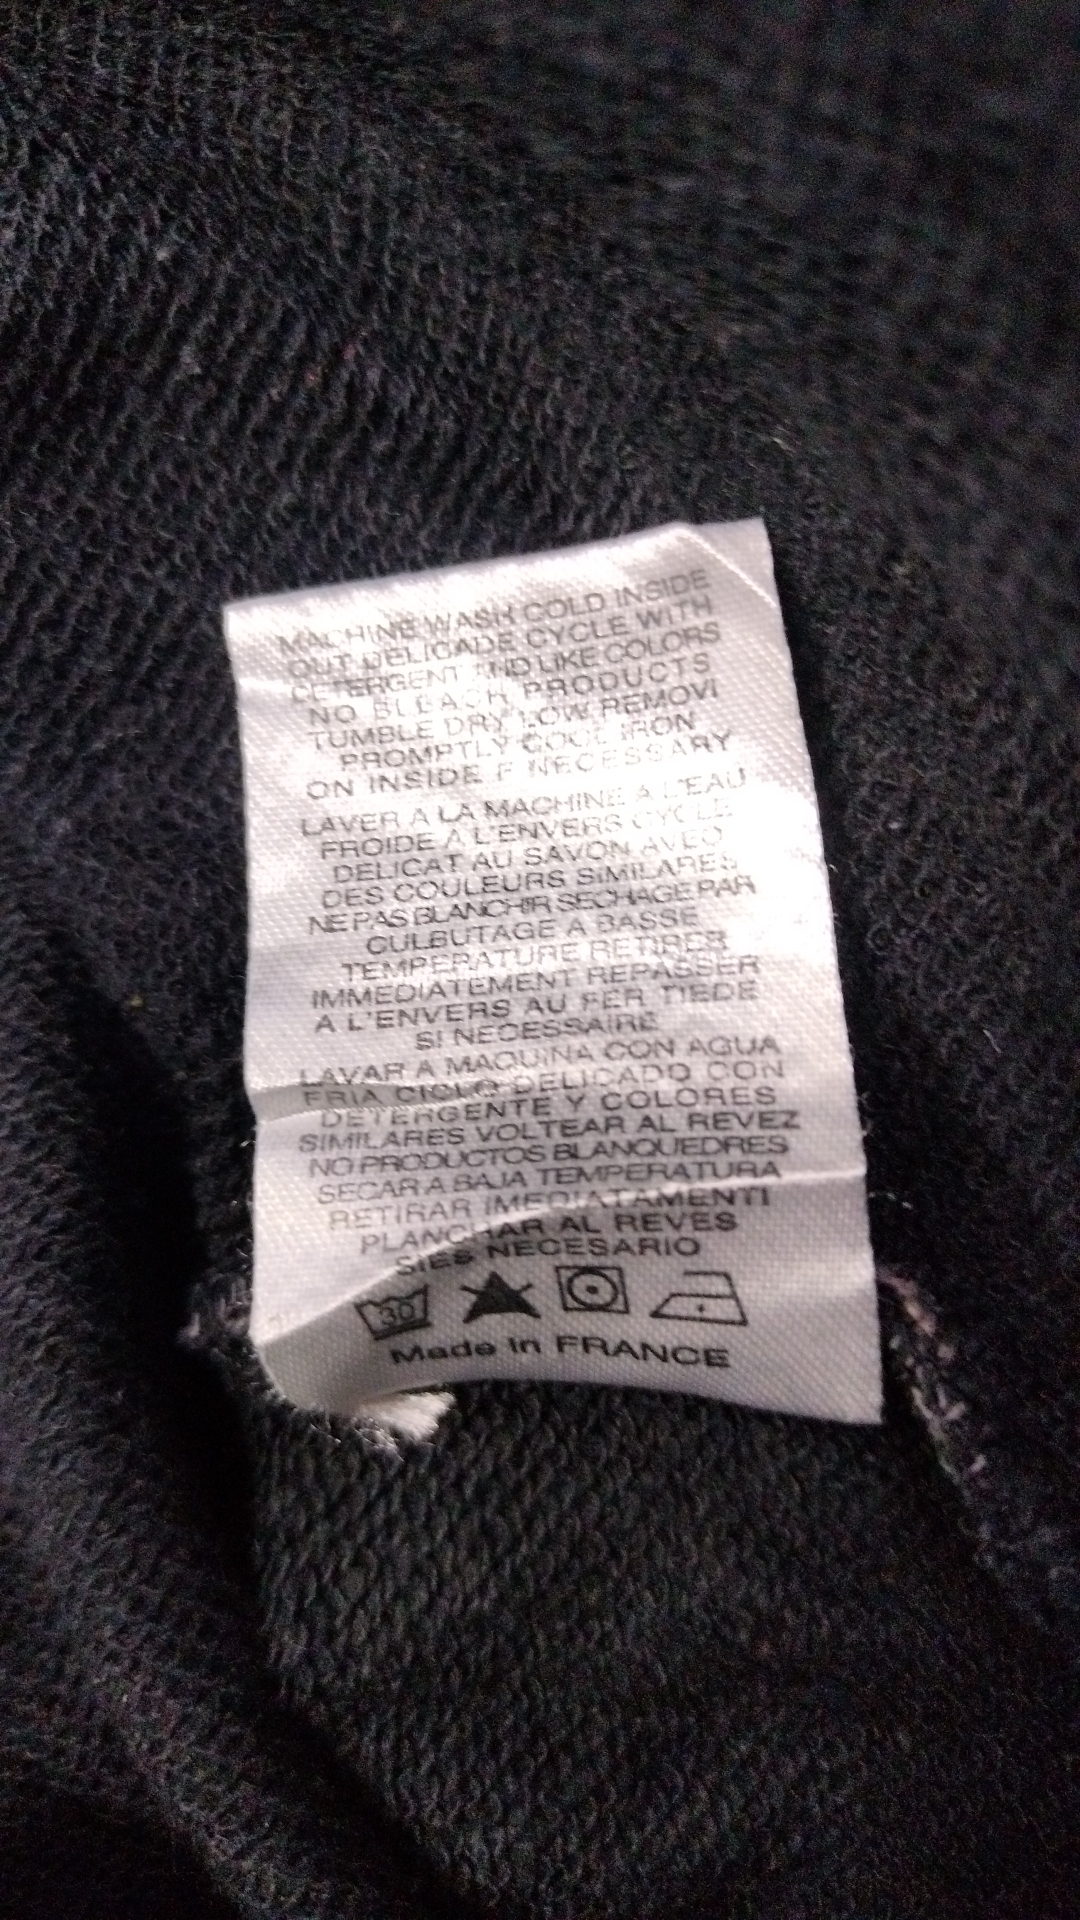 MACHINE WASH COLD INSIDE
OUT DELICADE CYCLE WITH
DETERGENT AND LIKE COLORS
NO BLEACH PRODUCTS
TUMBLE DRY LOW REMOVI
PROMPTLY COOL IRON
ON INSIDE F NECESSARY
LAVER A LA MACHINE A L'EAU
FROIDE A L'ENVERS CYCLE
DELICAT AU SAVON AVEC
DES COULEURS SIMILARES
NE PAS BLANCHIR SECHAGE PAR
CULBUTAGE A BASSE
TEMPERATURE RETIRER
IMMEDIATEMENT REPASSER
A L'ENVERS AU FER TIEDE
SI NECESSAIRE
LAVAR A MAQUINA CON AGUA
FRIA CICLO DELICADO CON
DETERGENTE Y COLORES
SIMILARES VOLTEAR AL REVEZ
NO PRODUCTOS BLANQUEDRES
SECAR A BAJA TEMPERATURA
RETIRAR IMEDIATAMENTI
PLANCHAR AL REVES
SIES NECESARIO
30
Made in FRANCE